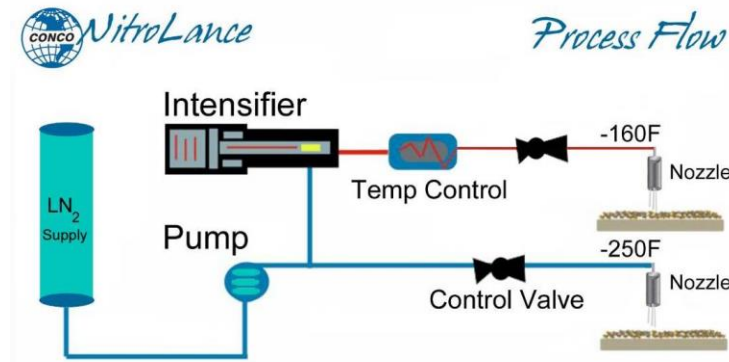 CONCO NitroLance
Process Flow
Intensifier
-160F
Nozzle
Temp Control
LN2
Supply
Pump
-250F
Nozzle
Control Valve